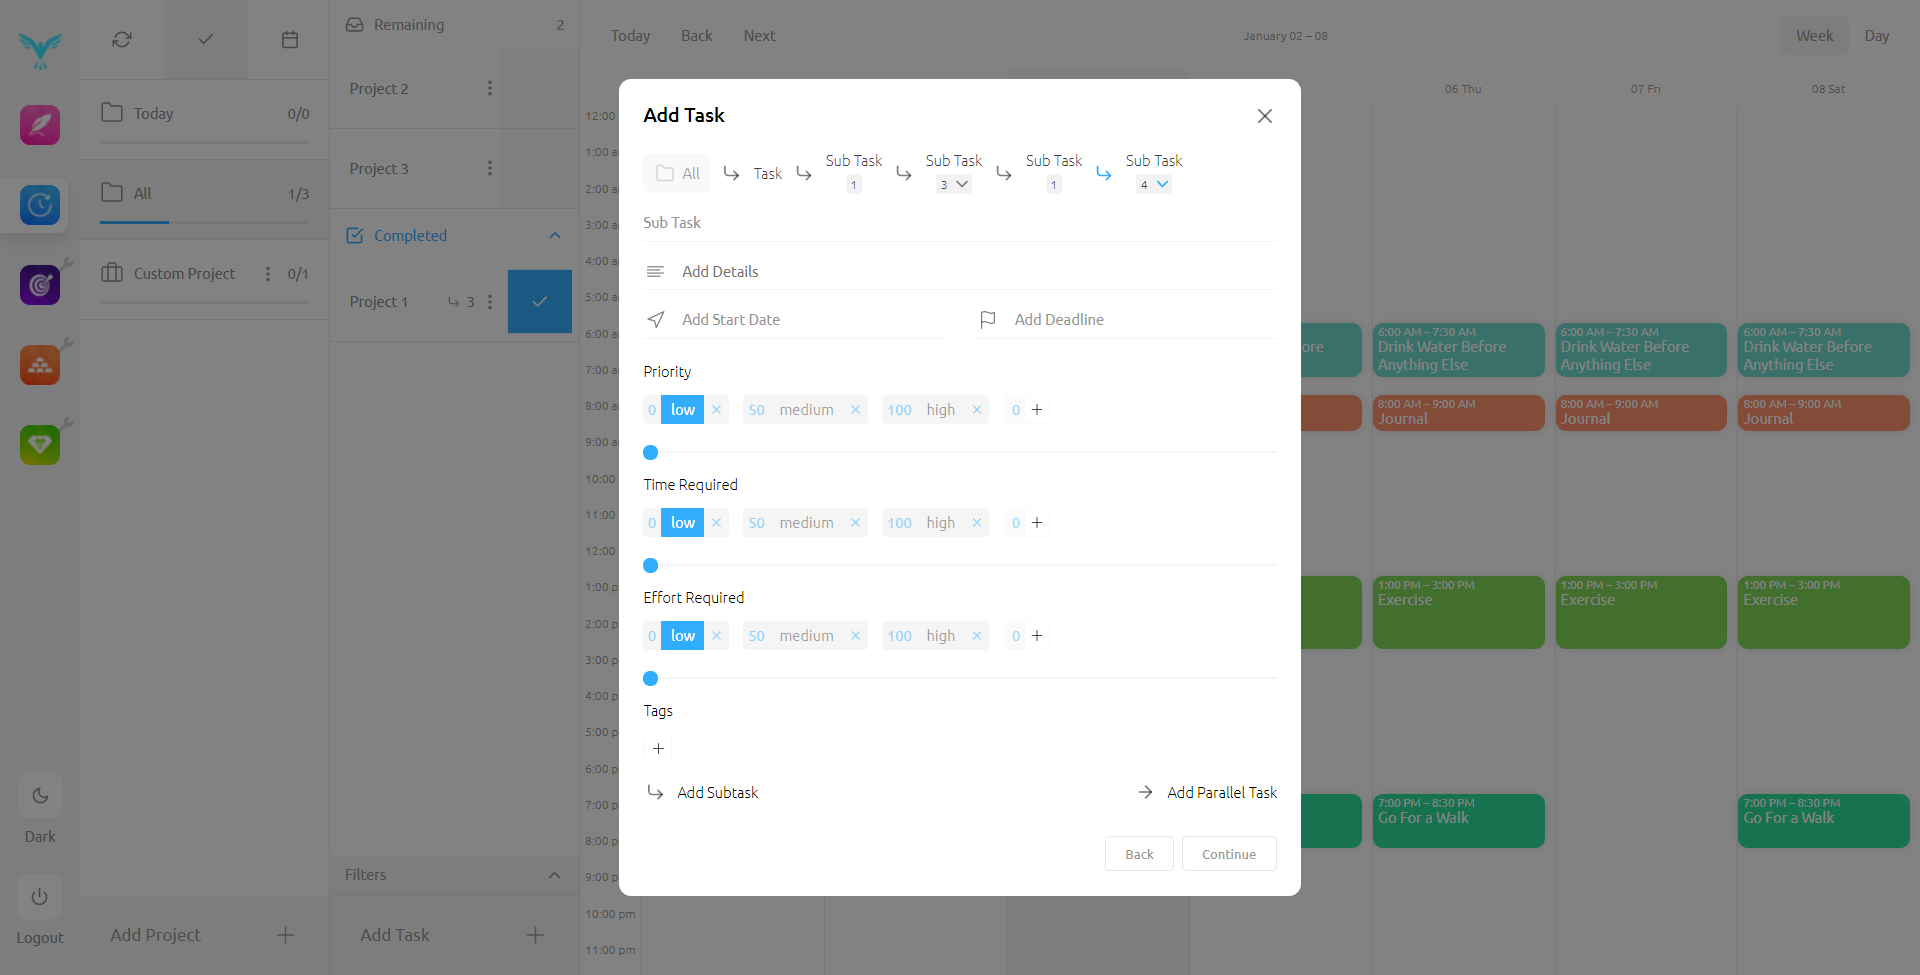 Today 0/0
All 1/3
Custom Project 0/1
Dark
Logout
Add Project
Remaining 2
Project 2
Project 3
Completed
Project 1 3
Filters
Add Task
Today Back Next
January 02 – 08
Week Day
06 Thu 07 Fri 08 Sat
12:00
1:00 a
2:00 a
3:00 a
4:00 a
5:00 a
6:00 a
7:00 a
8:00 a
9:00 a
10:00
11:00
12:00
1:00 p
2:00 p
3:00 p
4:00 p
5:00 p
6:00 p
7:00 p
8:00 p
9:00 p
10:00 pm
11:00 pm
Add Task
All Task Sub Task Sub Task Sub Task Sub Task
1 3 1 4
Sub Task
Add Details
Add Start Date Add Deadline
Priority
0 low 50 medium 100 high 0
Time Required
0 low 50 medium 100 high 0
Effort Required
0 low 50 medium 100 high 0
Tags
Add Subtask Add Parallel Task
Back Continue
ore
6:00 AM – 7:30 AM
Drink Water Before
Anything Else
6:00 AM – 7:30 AM
Drink Water Before
Anything Else
6:00 AM – 7:30 AM
Drink Water Before
Anything Else
8:00 AM – 9:00 AM
Journal
8:00 AM – 9:00 AM
Journal
8:00 AM – 9:00 AM
Journal
1:00 PM – 3:00 PM
Exercise
1:00 PM – 3:00 PM
Exercise
1:00 PM – 3:00 PM
Exercise
7:00 PM – 8:30 PM
Go For a Walk
7:00 PM – 8:30 PM
Go For a Walk